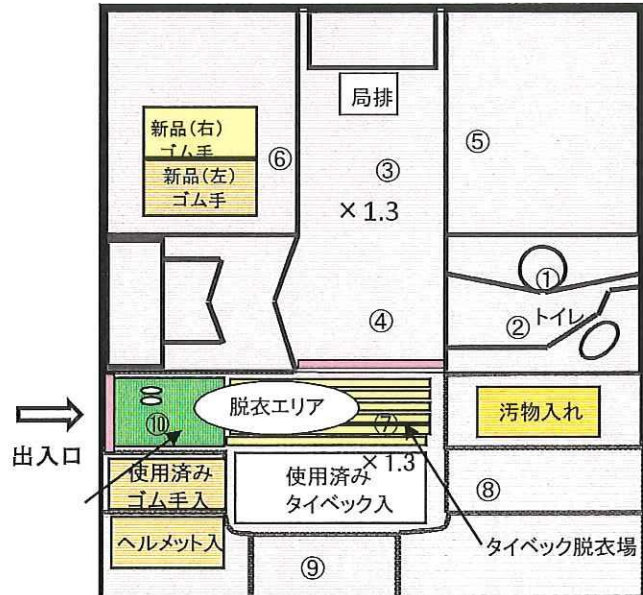 局排
新品(右)
ゴム手
新品(左)
ゴム手
⑥
③
⑤
×1.3
①
④
②
トイレ
出入口
⑩
脱衣エリア
⑦
汚物入れ
×1.3
使用済み
ゴム手入
使用済み
タイベック入
⑧
ヘルメット入
⑨
タイベック脱衣場